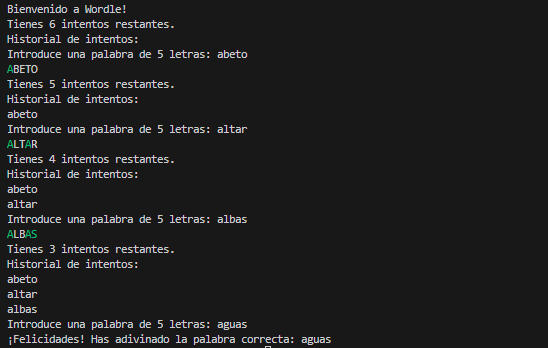 Bienvenido a Wordle!
Tienes 6 intentos restantes.
Historial de intentos:
Introduce una palabra de 5 letras: abeto
ABETO
Tienes 5 intentos restantes.
Historial de intentos:
abeto
Introduce una palabra de 5 letras: altar
ALTAR
Tienes 4 intentos restantes.
Historial de intentos:
abeto
altar
Introduce una palabra de 5 letras: albas
ALBAS
Tienes 3 intentos restantes.
Historial de intentos:
abeto
altar
albas
Introduce una palabra de 5 letras: aguas
¡Felicidades! Has adivinado la palabra correcta: aguas